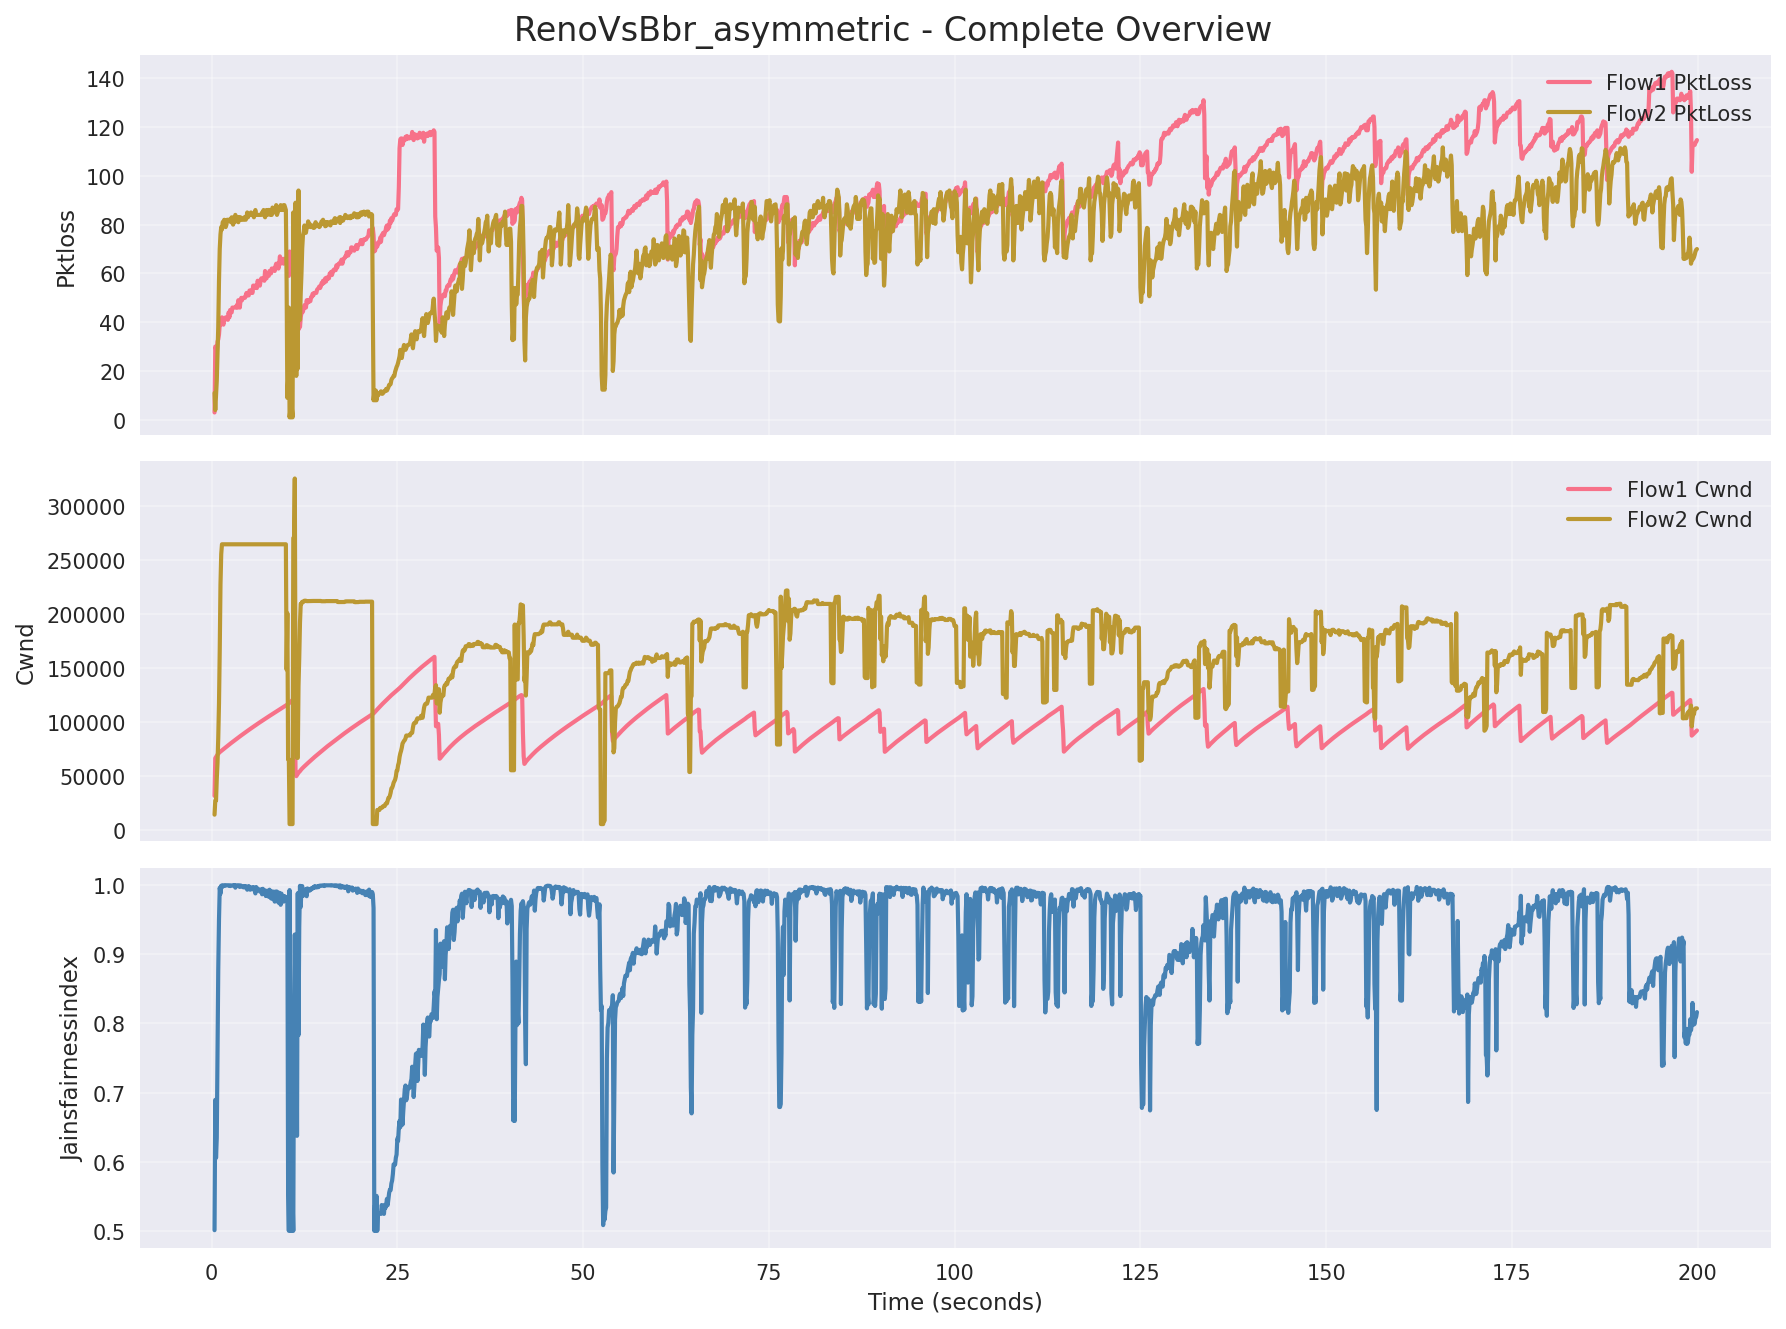 RenoVsBbr_asymmetric - Complete Overview
Pktloss
140
120
100
80
60
40
20
0
Flow1 PktLoss
Flow2 PktLoss
Cwnd
300000
250000
200000
150000
100000
50000
0
Flow1 Cwnd
Flow2 Cwnd
Jainsfairnessindex
1.0
0.9
0.8
0.7
0.6
0.5
0 25 50 75 100 125 150 175 200
Time (seconds)